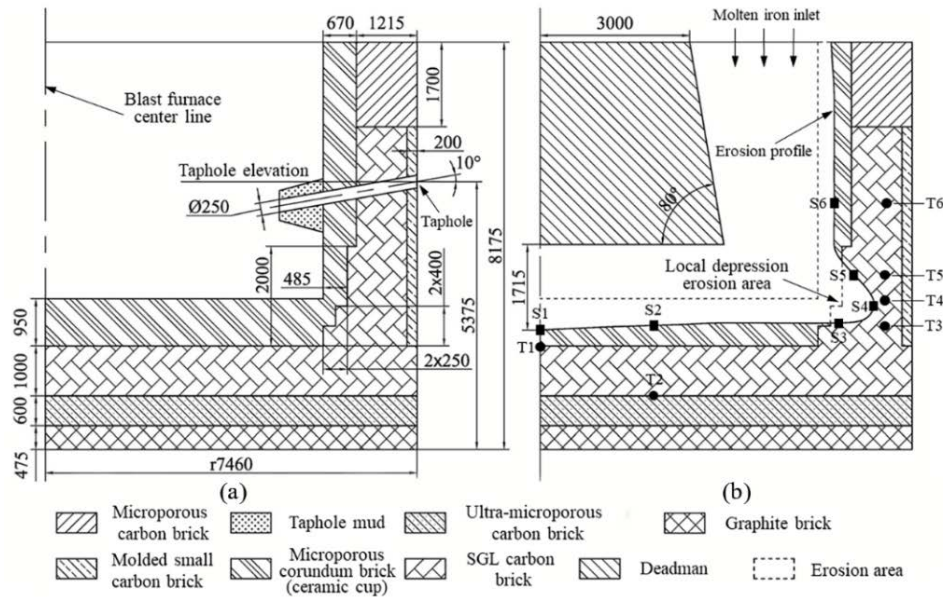 670
1215
3000
Molten iron inlet
Blast furnace
center line
1700
200
10°
Taphole elevation
Ø250
Taphole
Erosion profile
80°
S6
T6
8175
5375
2000
485
2x400
950
1000
600
475
2x250
r7460
1715
Local depression
erosion area
S5
T5
S4
T4
S1
S2
S3
T3
T1
T2
(a)
(b)
Microporous
carbon brick
Taphole mud
Ultra-microporous
carbon brick
Graphite brick
Molded small
carbon brick
Microporous
corundum brick
(ceramic cup)
SGL carbon
brick
Deadman
Erosion area